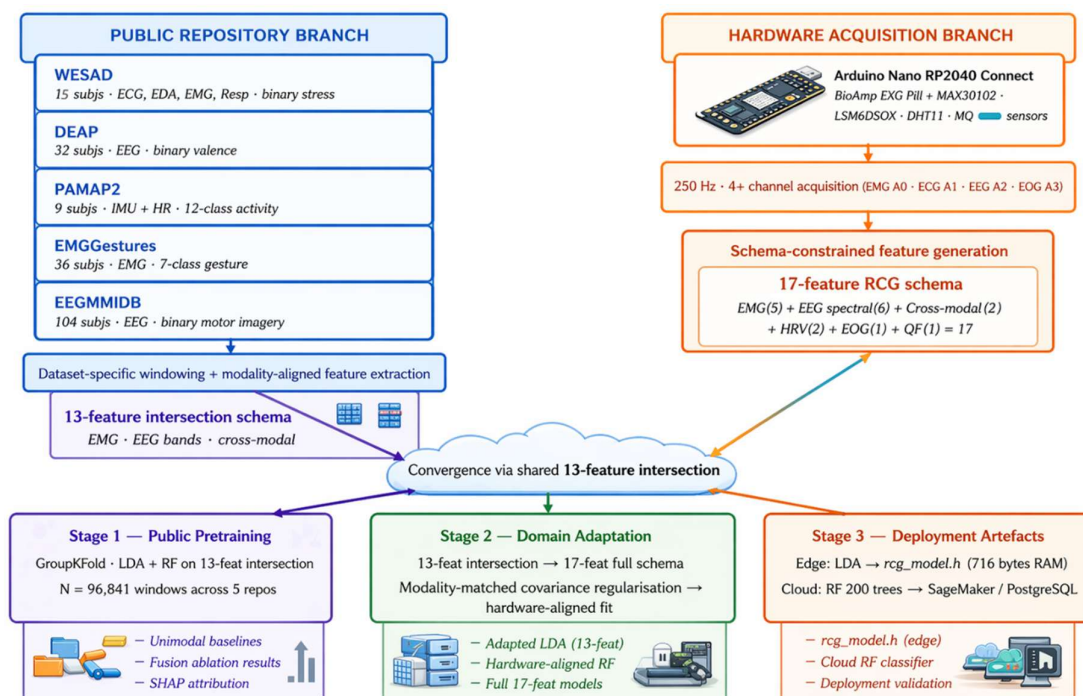 PUBLIC REPOSITORY BRANCH
WESAD
15 subjs · ECG, EDA, EMG, Resp · binary stress
DEAP
32 subjs · EEG · binary valence
PAMAP2
9 subjs · IMU + HR · 12-class activity
EMGGestures
36 subjs · EMG · 7-class gesture
EEGMMIDB
104 subjs · EEG · binary motor imagery
Dataset-specific windowing + modality-aligned feature extraction
13-feature intersection schema
EMG · EEG bands · cross-modal
HARDWARE ACQUISITION BRANCH
Arduino Nano RP2040 Connect
BioAmp EXG Pill + MAX30102 ·
LSM6DSOX · DHT11 · MQ sensors
250 Hz · 4+ channel acquisition (EMG A0 · ECG A1 · EEG A2 · EOG A3)
Schema-constrained feature generation
17-feature RCG schema
EMG(5) + EEG spectral(6) + Cross-modal(2)
+ HRV(2) + EOG(1) + QF(1) = 17
Convergence via shared 13-feature intersection
Stage 1 — Public Pretraining
GroupKFold · LDA + RF on 13-feat intersection
N = 96,841 windows across 5 repos
– Unimodal baselines
– Fusion ablation results
– SHAP attribution
Stage 2 — Domain Adaptation
13-feat intersection → 17-feat full schema
Modality-matched covariance regularisation →
hardware-aligned fit
– Adapted LDA (13-feat)
– Hardware-aligned RF
– Full 17-feat models
Stage 3 — Deployment Artefacts
Edge: LDA → rcg_model.h (716 bytes RAM)
Cloud: RF 200 trees → SageMaker / PostgreSQL
– rcg_model.h (edge)
– Cloud RF classifier
– Deployment validation